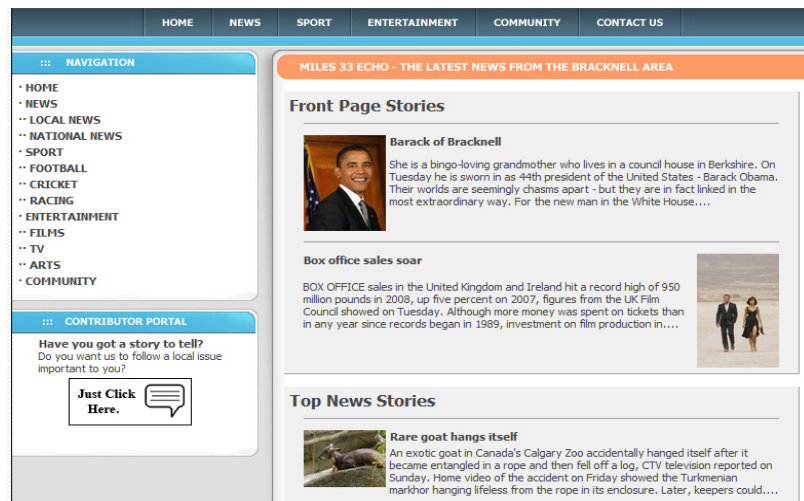 HOME NEWS SPORT ENTERTAINMENT COMMUNITY CONTACT US
::: NAVIGATION
· HOME
· NEWS
·· LOCAL NEWS
·· NATIONAL NEWS
· SPORT
·· FOOTBALL
·· CRICKET
·· RACING
· ENTERTAINMENT
·· FILMS
·· TV
·· ARTS
· COMMUNITY
::: CONTRIBUTOR PORTAL
Have you got a story to tell?
Do you want us to follow a local issue
important to you?
Just Click
Here.
MILES 33 ECHO - THE LATEST NEWS FROM THE BRACKNELL AREA
Front Page Stories
Barack of Bracknell
She is a bingo-loving grandmother who lives in a council house in Berkshire. On
Tuesday he is sworn in as 44th president of the United States - Barack Obama.
Their worlds are seemingly chasms apart - but they are in fact linked in the
most extraordinary way. For the new man in the White House....
Box office sales soar
BOX OFFICE sales in the United Kingdom and Ireland hit a record high of 950
million pounds in 2008, up five percent on 2007, figures from the UK Film
Council showed on Tuesday. Although more money was spent on tickets than
in any year since records began in 1989, investment on film production in....
Top News Stories
Rare goat hangs itself
An exotic goat in Canada's Calgary Zoo accidentally hanged itself after it
became entangled in a rope and then fell off a log, CTV television reported on
Sunday. Home video of the accident on Friday showed the Turkmenian
markhor hanging lifeless from the rope in its enclosure. Later, keepers could....